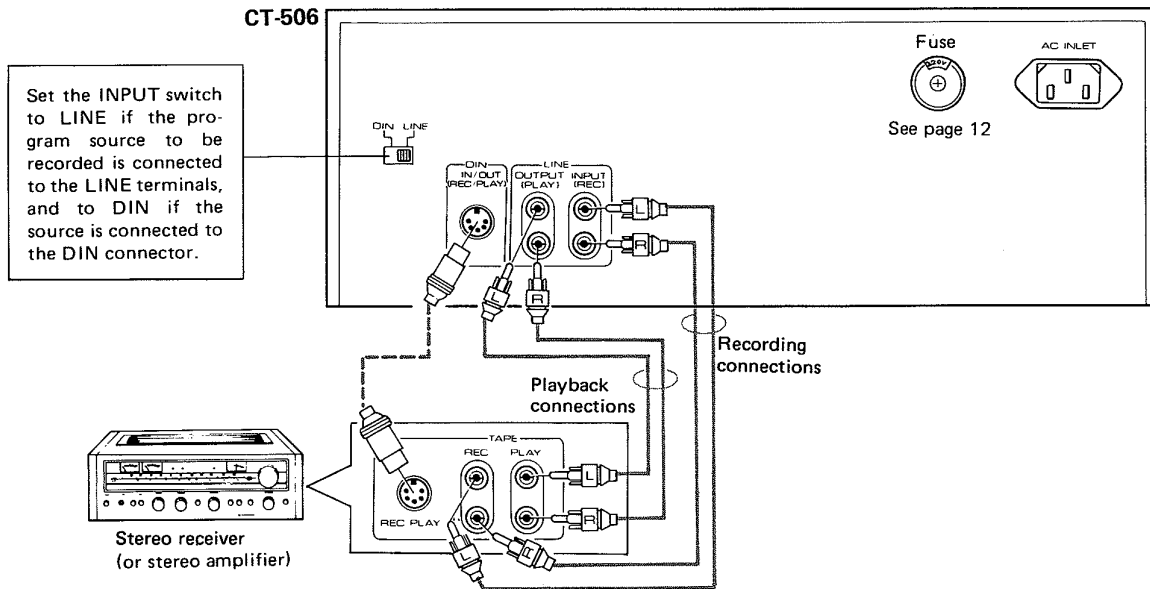 CT-506
Set the INPUT switch
to LINE if the pro-
gram source to be
recorded is connected
to the LINE terminals,
and to DIN if the
source is connected to
the DIN connector.
DIN LINE
DIN
IN/OUT
(REC/PLAY)
LINE
OUTPUT
(PLAY)
INPUT
(REC)
Fuse
220V
See page 12
AC INLET
L
R
L
R
Recording
connections
Playback
connections
TAPE
REC PLAY
REC
PLAY
L
R
L
R
Stereo receiver
(or stereo amplifier)